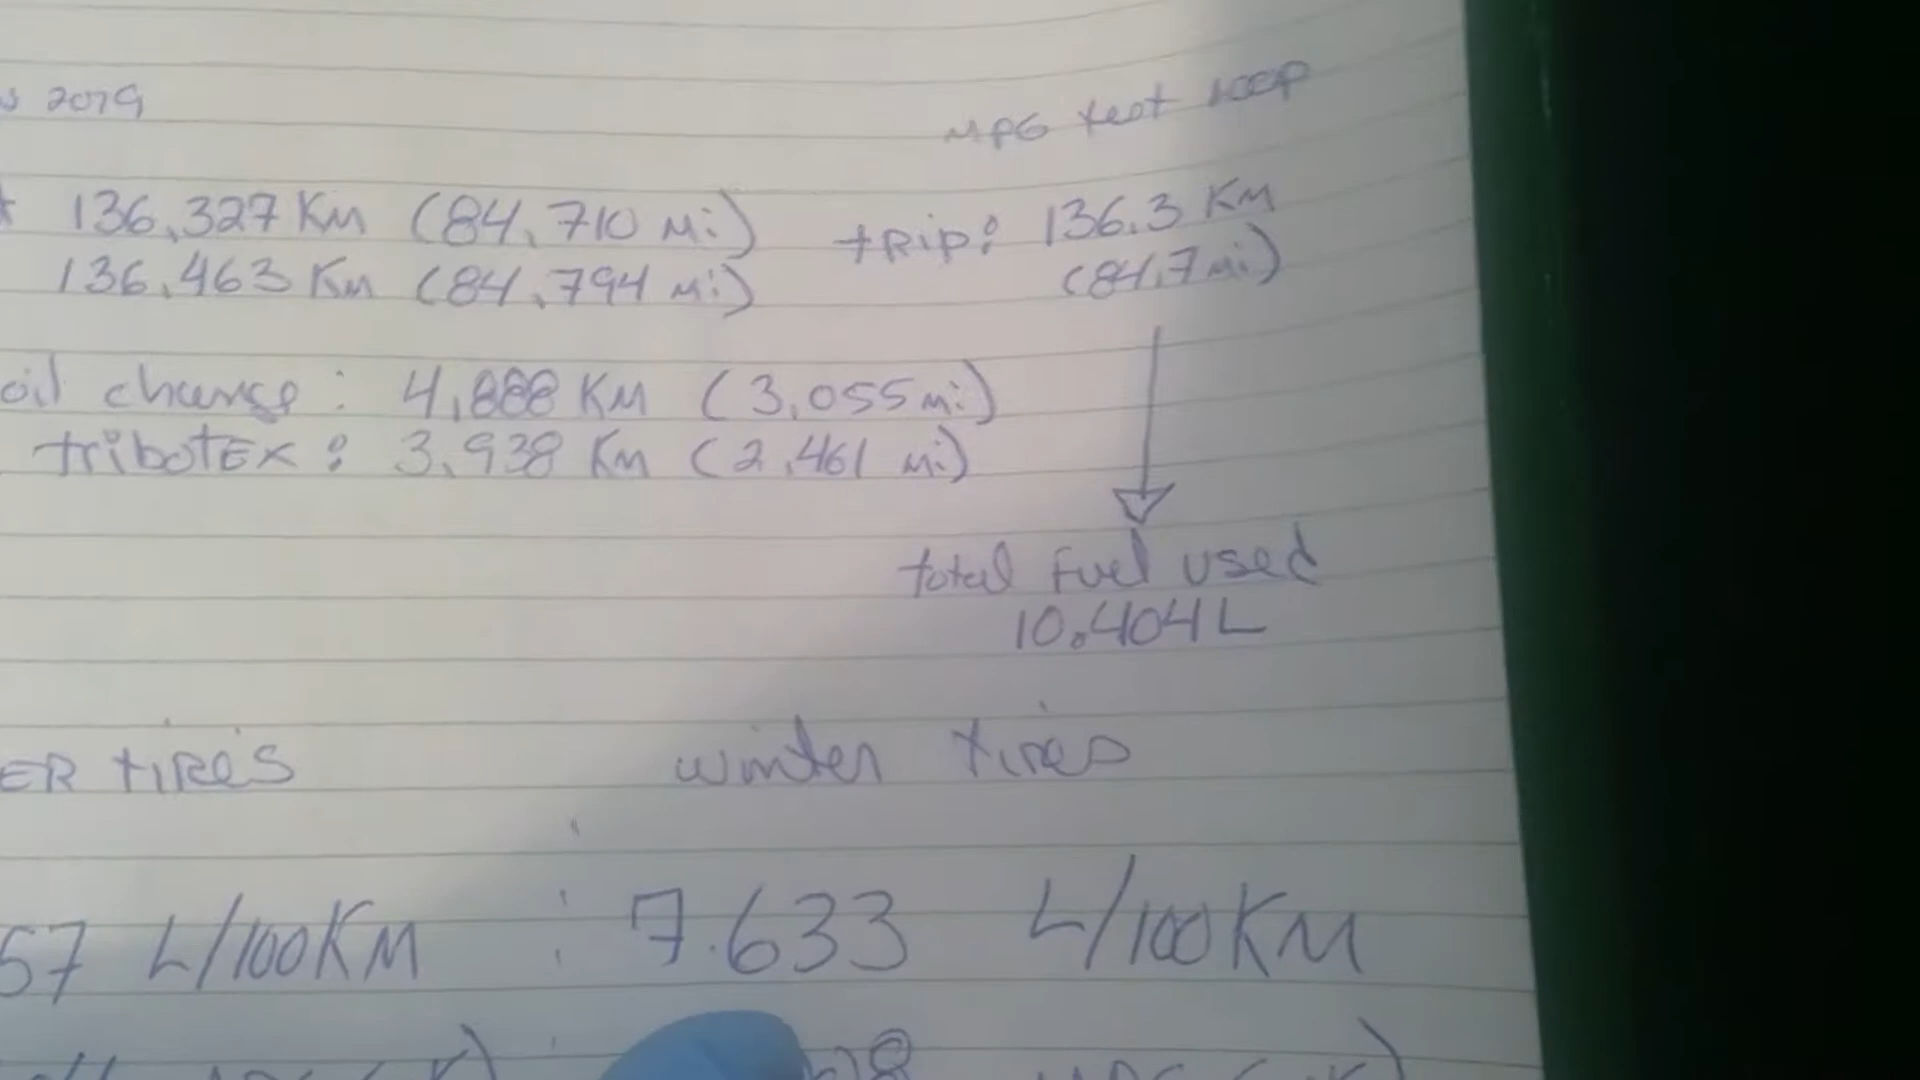 2019
MPG test loop
136,327 Km (84,710 Mi) trip: 136.3 Km
136,463 Km (84,794 mi) (84,7 mi)
oil change: 4,888 KM (3,055 mi)
tribotEX: 3,938 Km (2,461 mi)
total fuel used
10.404 L
ER tires winter tires
57 L/100KM : 7.633 L/100KM